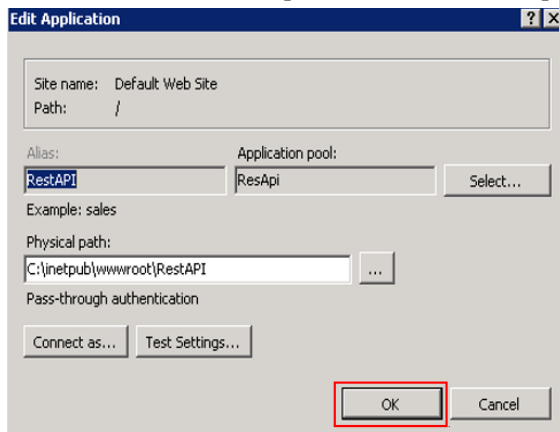 Edit Application
Site name: Default Web Site
Path: /
Alias: Application pool:
RestAPI ResApi Select...
Example: sales
Physical path:
C:\inetpub\wwwroot\RestAPI ...
Pass-through authentication
Connect as... Test Settings...
OK Cancel